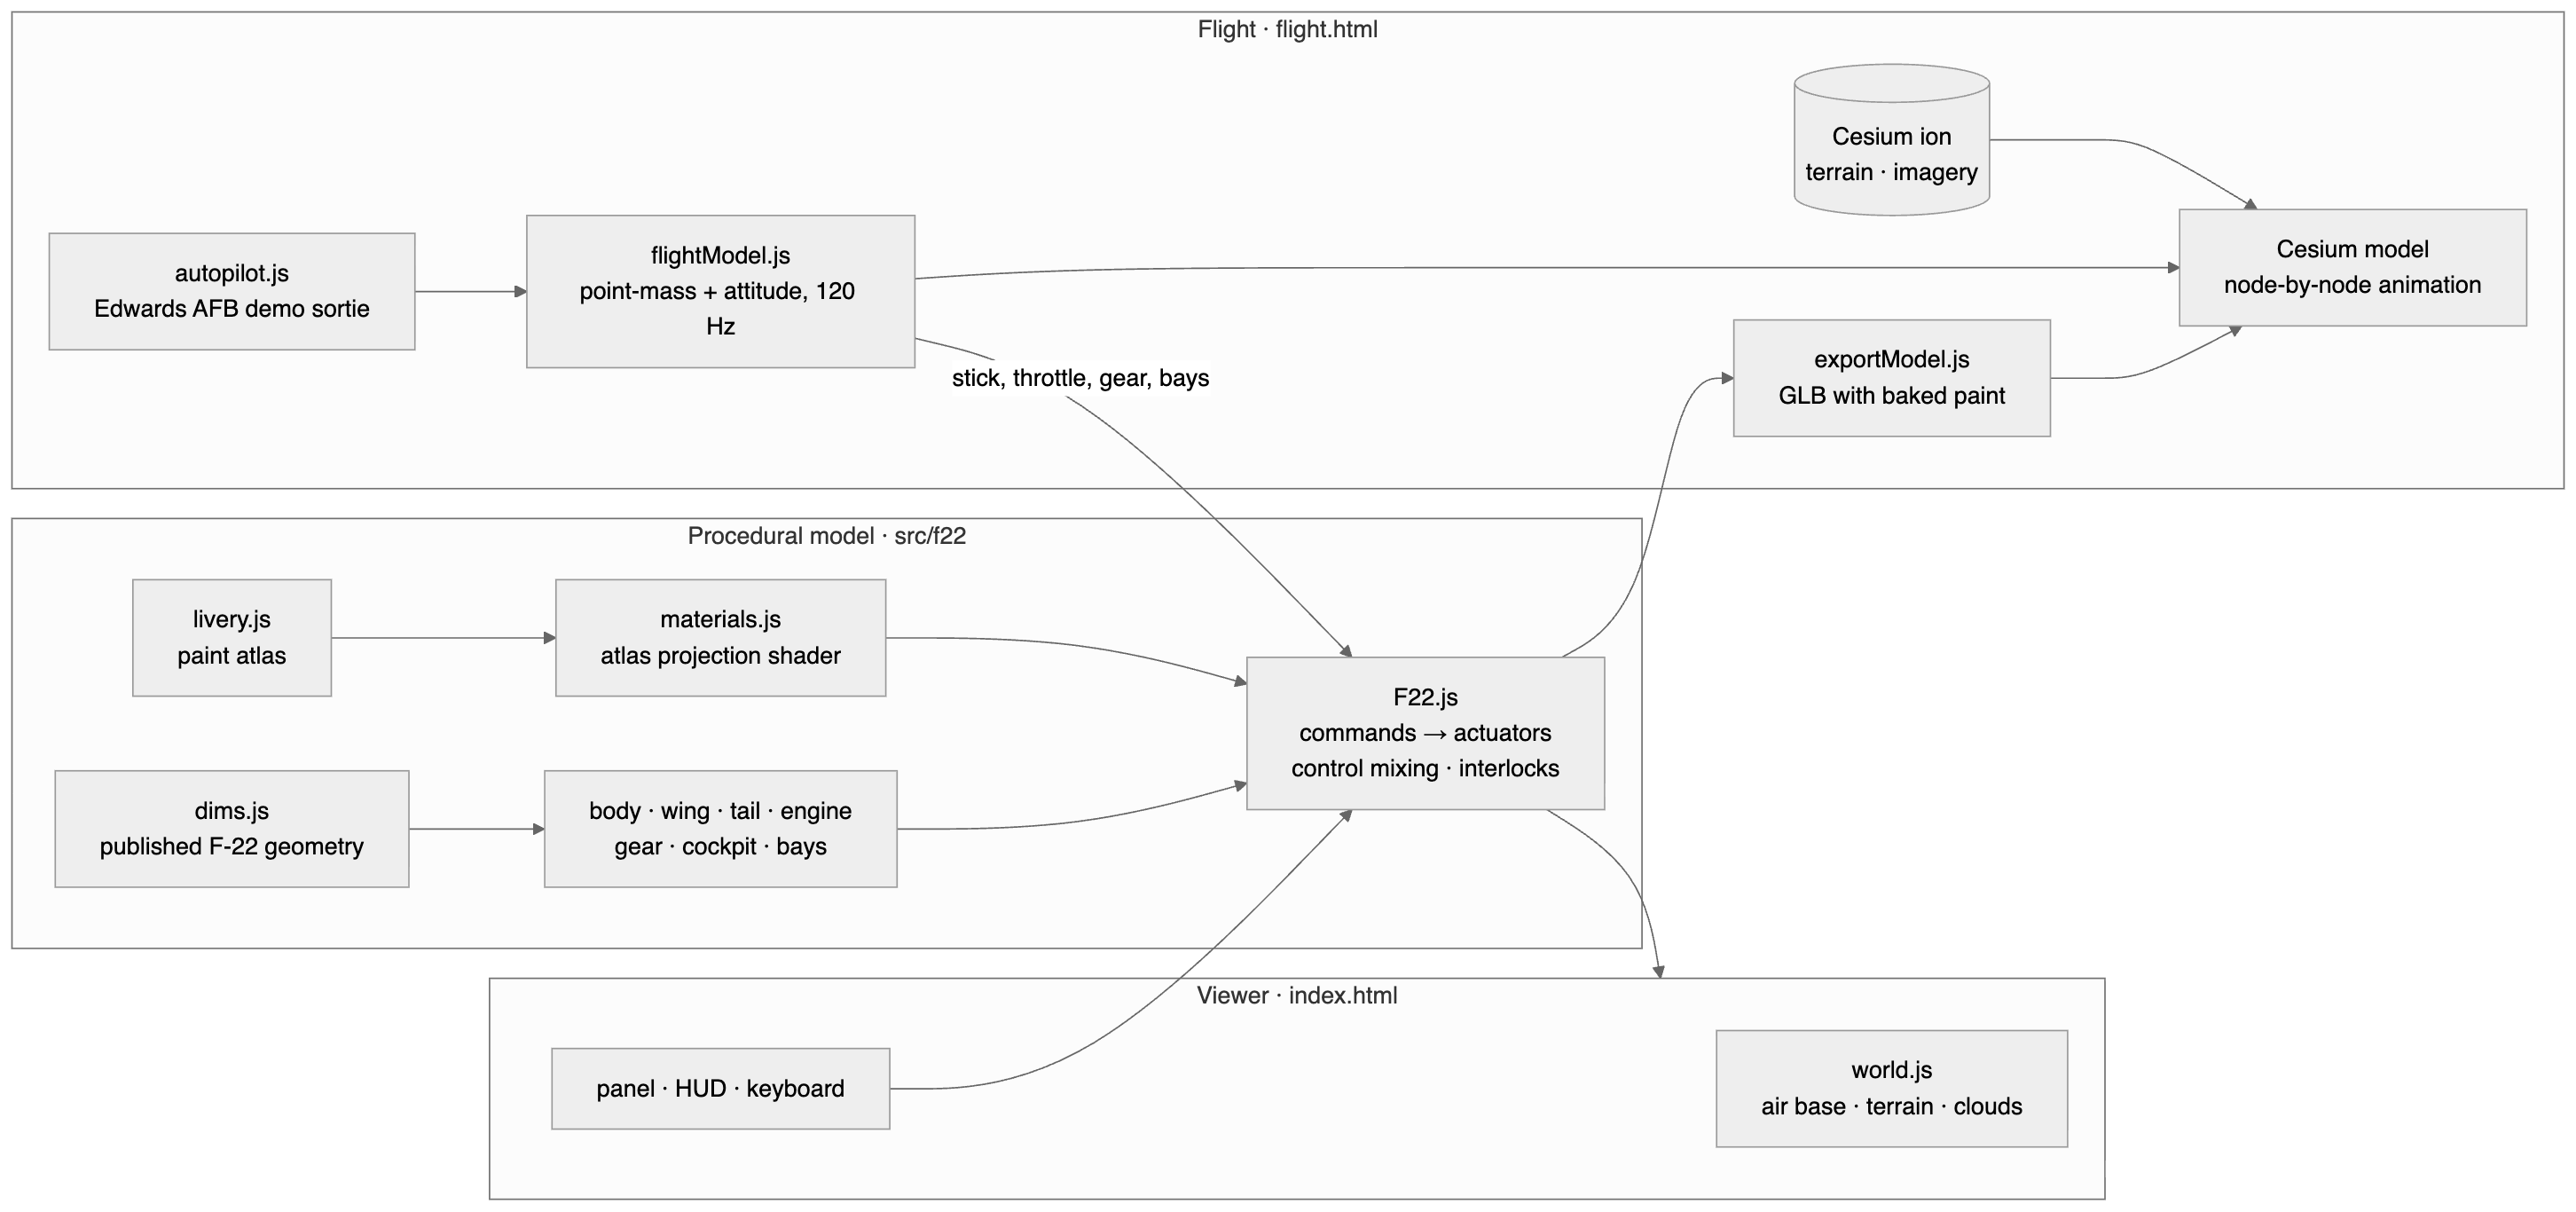 Flight · flight.html
Cesium ion
terrain · imagery
autopilot.js
Edwards AFB demo sortie
flightModel.js
point-mass + attitude, 120
Hz
Cesium model
node-by-node animation
stick, throttle, gear, bays
exportModel.js
GLB with baked paint
Procedural model · src/f22
livery.js
paint atlas
materials.js
atlas projection shader
F22.js
commands → actuators
control mixing · interlocks
dims.js
published F-22 geometry
body · wing · tail · engine
gear · cockpit · bays
Viewer · index.html
panel · HUD · keyboard
world.js
air base · terrain · clouds